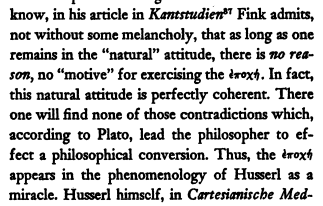 know, in his article in Kantstudien²⁷ Fink admits,
not without some melancholy, that as long as one
remains in the “natural” attitude, there is no rea-
son, no “motive” for exercising the ἐποχή. In fact,
this natural attitude is perfectly coherent. There
one will find none of those contradictions which,
according to Plato, lead the philosopher to ef-
fect a philosophical conversion. Thus, the ἐποχή
appears in the phenomenology of Husserl as a
miracle. Husserl himself, in Cartesianische Med-